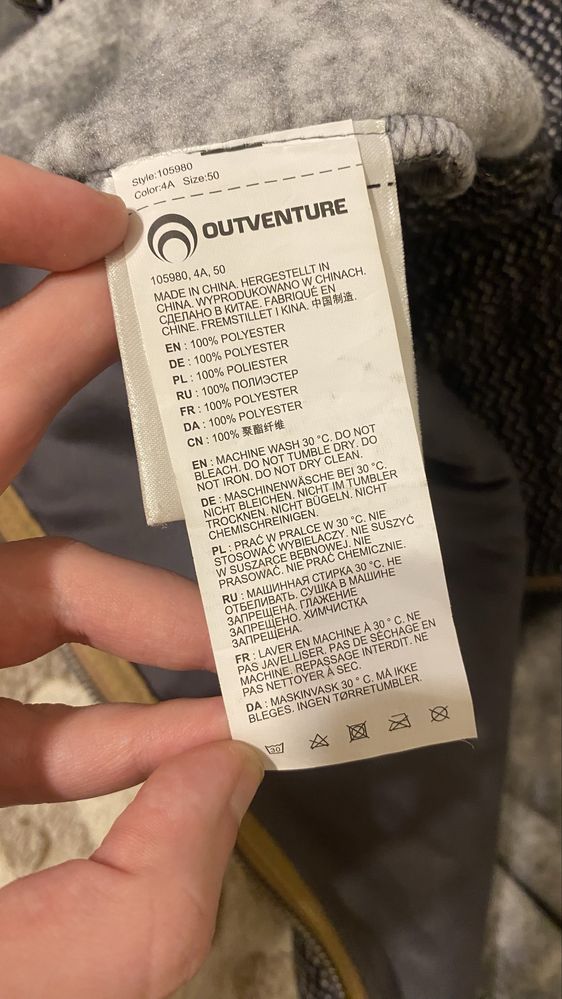 Style:105980
Color:4A Size:50
OUTVENTURE
105980, 4A, 50
MADE IN CHINA. HERGESTELLT IN
CHINA. WYPRODUKOWANO W CHINACH.
СДЕЛАНО В КИТАЕ. FABRIQUÉ EN
CHINE. FREMSTILLET I KINA. 中国制造.
EN : 100% POLYESTER
DE : 100% POLYESTER
PL : 100% POLIESTER
RU : 100% ПОЛИЭСТЕР
FR : 100% POLYESTER
DA : 100% POLYESTER
CN : 100% 聚酯纤维
EN : MACHINE WASH 30 °C. DO NOT
BLEACH. DO NOT TUMBLE DRY. DO
NOT IRON. DO NOT DRY CLEAN.
DE : MASCHINENWÄSCHE BEI 30 °C.
NICHT BLEICHEN. NICHT IM TUMBLER
TROCKNEN. NICHT BÜGELN. NICHT
CHEMISCHREINIGEN.
PL : PRAĆ W PRALCE W 30 °C. NIE
STOSOWAĆ WYBIELACZY. NIE SUSZYĆ
W SUSZARCE BĘBNOWEJ. NIE
PRASOWAĆ. NIE PRAĆ CHEMICZNIE.
RU : МАШИННАЯ СТИРКА 30 °C. НЕ
ОТБЕЛИВАТЬ. СУШКА В МАШИНЕ
ЗАПРЕЩЕНА. ГЛАЖЕНИЕ
ЗАПРЕЩЕНО. ХИМЧИСТКА
ЗАПРЕЩЕНА.
FR : LAVER EN MACHINE À 30 ° C. NE
PAS JAVELLISER. PAS DE SÉCHAGE EN
MACHINE. REPASSAGE INTERDIT. NE
PAS NETTOYER À SEC.
DA : MASKINVASK 30 °C. MÅ IKKE
BLEGES. INGEN TØRRETUMBLER.
30